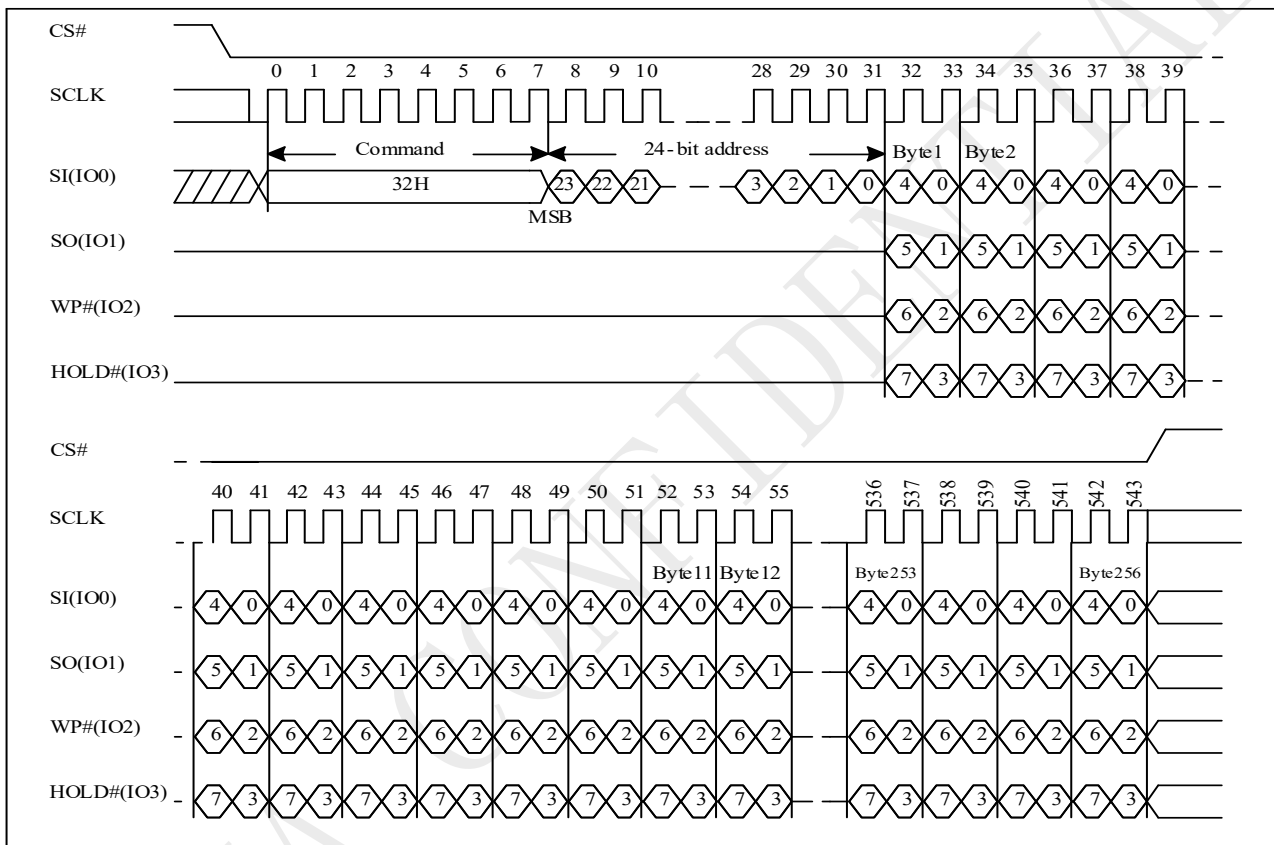 CS#
0 1 2 3 4 5 6 7 8 9 10 28 29 30 31 32 33 34 35 36 37 38 39
SCLK
Command 24-bit address Byte1 Byte2
SI(IO0) 32H 23 22 21 3 2 1 0 4 0 4 0 4 0 4 0
MSB
SO(IO1) 5 1 5 1 5 1 5 1
WP#(IO2) 6 2 6 2 6 2 6 2
HOLD#(IO3) 7 3 7 3 7 3 7 3
CS#
40 41 42 43 44 45 46 47 48 49 50 51 52 53 54 55 536 537 538 539 540 541 542 543
SCLK
Byte11 Byte12 Byte253 Byte256
SI(IO0) 4 0 4 0 4 0 4 0 4 0 4 0 4 0 4 0 4 0 4 0 4 0 4 0
SO(IO1) 5 1 5 1 5 1 5 1 5 1 5 1 5 1 5 1 5 1 5 1 5 1 5 1
WP#(IO2) 6 2 6 2 6 2 6 2 6 2 6 2 6 2 6 2 6 2 6 2 6 2 6 2
HOLD#(IO3) 7 3 7 3 7 3 7 3 7 3 7 3 7 3 7 3 7 3 7 3 7 3 7 3
CONFIDENTIAL